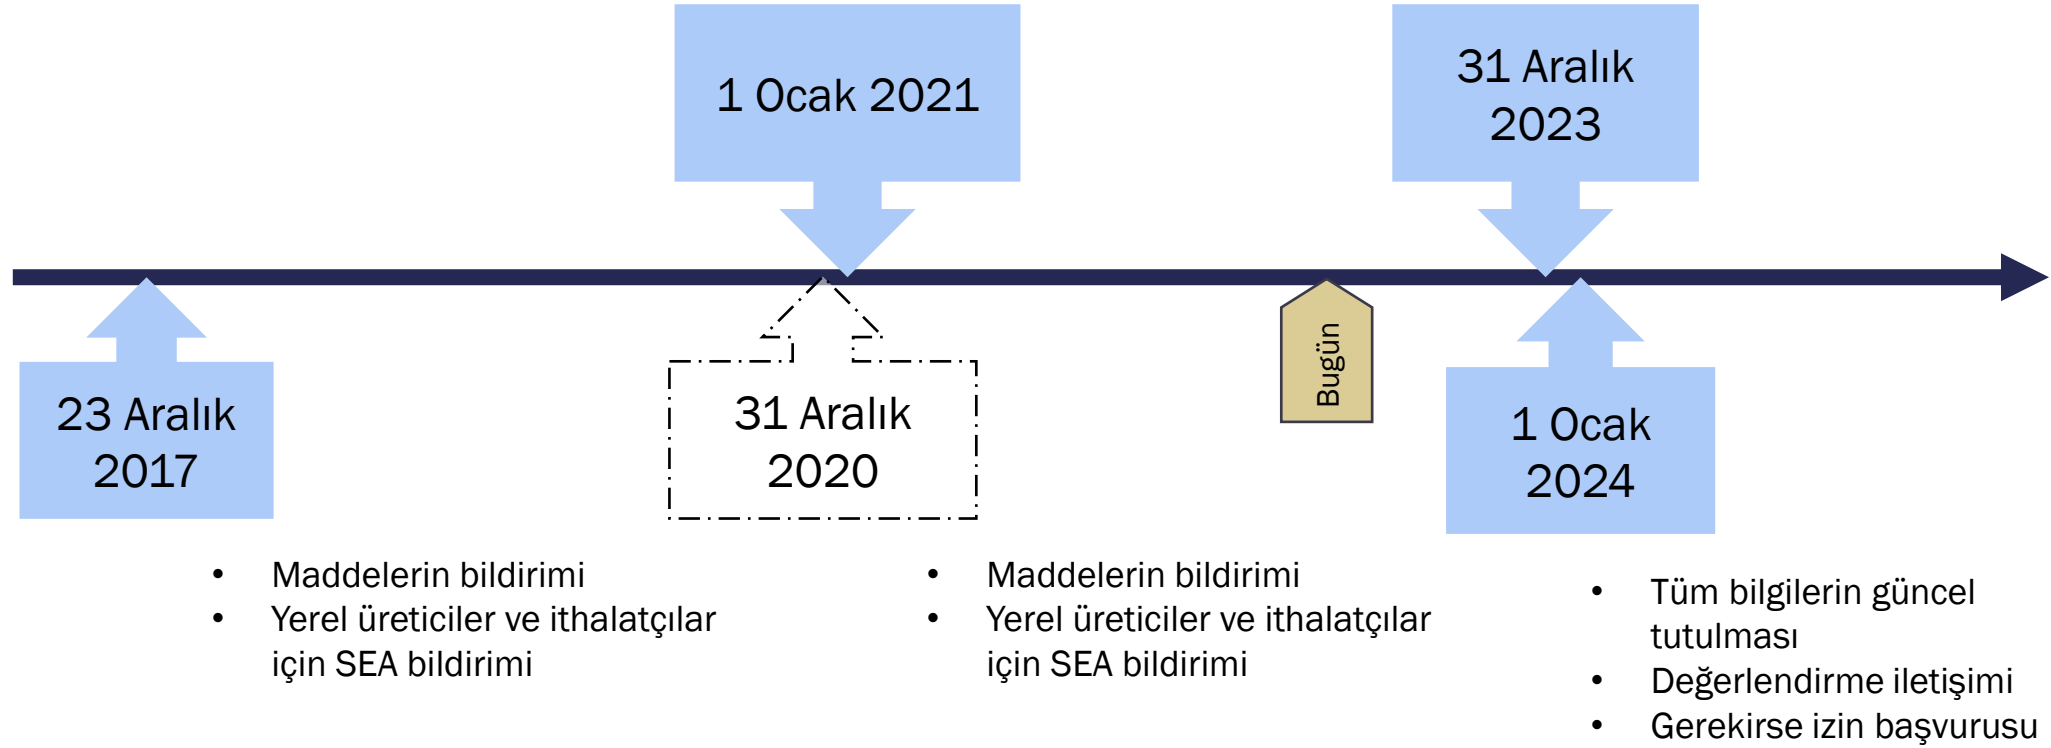 1 Ocak 2021
31 Aralık
2023
23 Aralık
2017
31 Aralık
2020
Bugün
1 Ocak
2024
• Maddelerin bildirimi
• Yerel üreticiler ve ithalatçılar
için SEA bildirimi
• Maddelerin bildirimi
• Yerel üreticiler ve ithalatçılar
için SEA bildirimi
• Tüm bilgilerin güncel
tutulması
• Değerlendirme iletişimi
• Gerekirse izin başvurusu